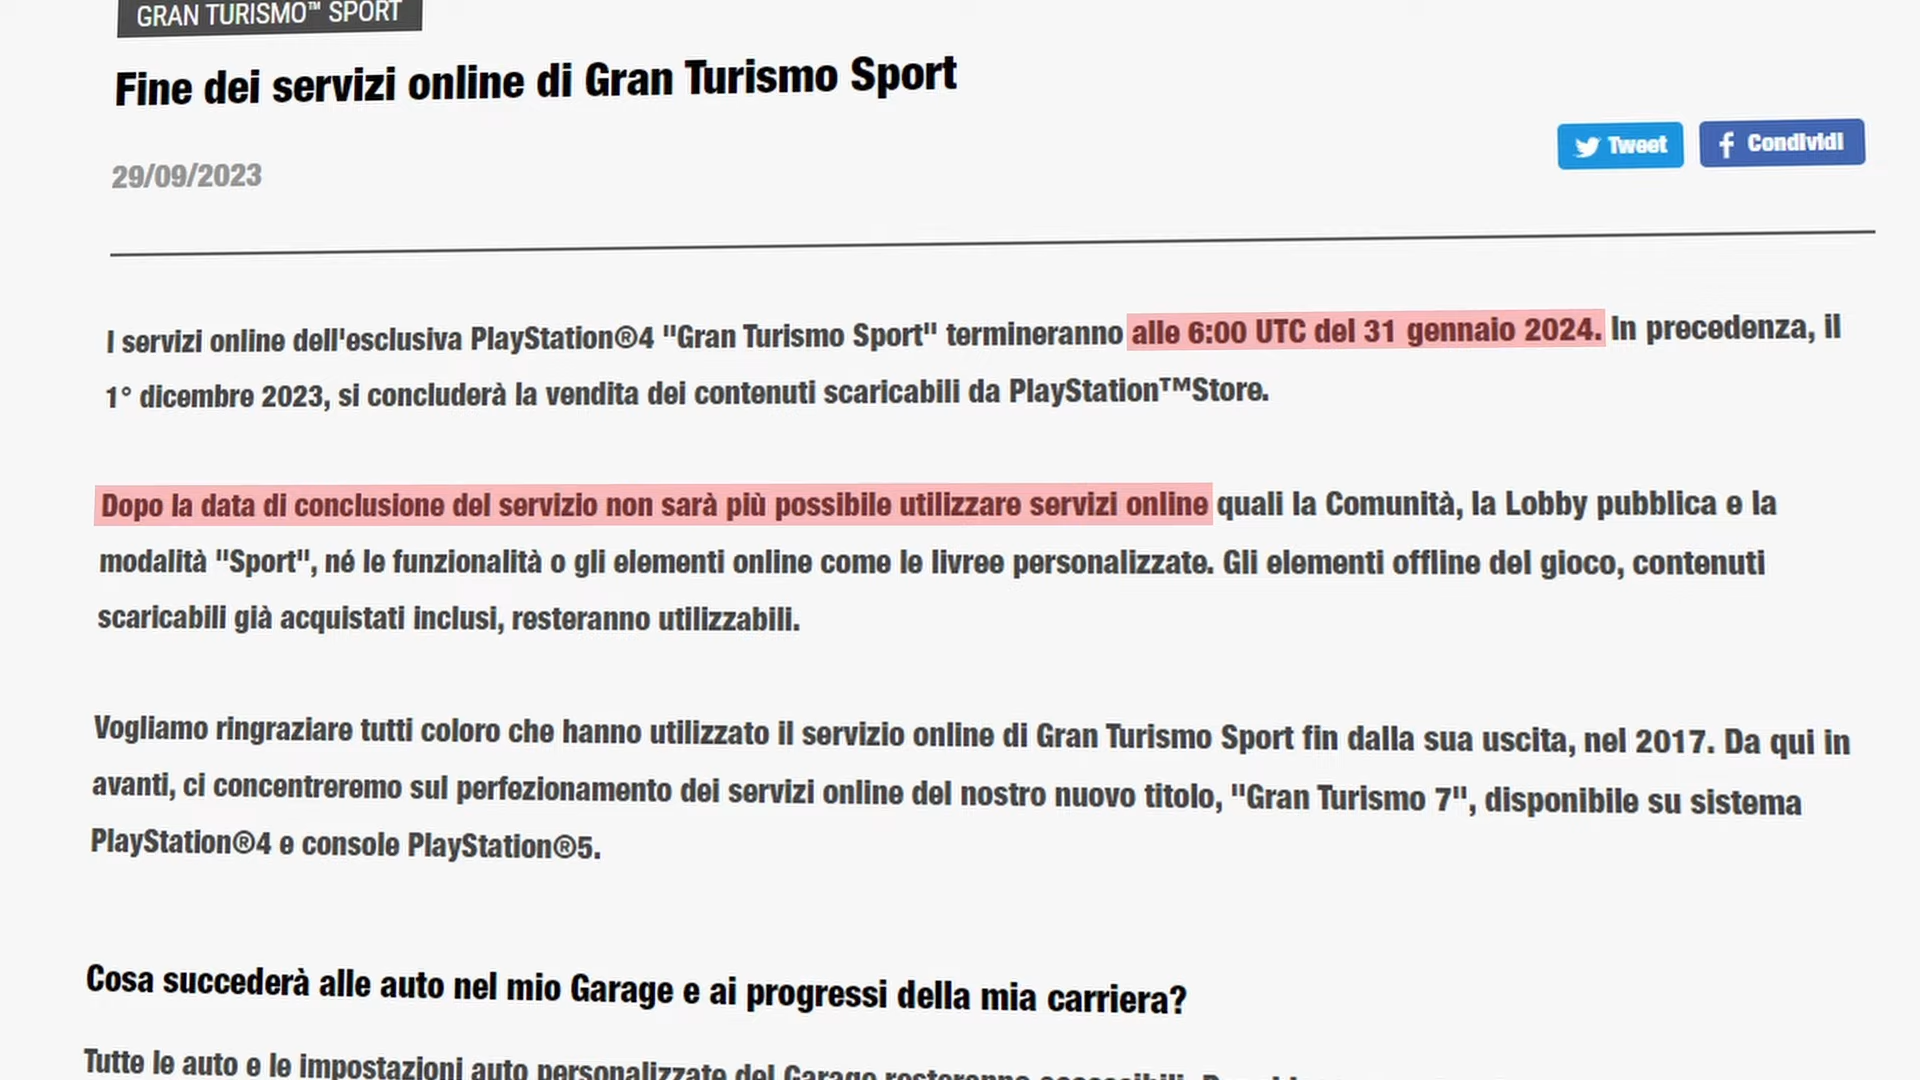 GRAN TURISMO™ SPORT
Fine dei servizi online di Gran Turismo Sport
29/09/2023
Tweet
Condividi
I servizi online dell'esclusiva PlayStation®4 "Gran Turismo Sport" termineranno alle 6:00 UTC del 31 gennaio 2024. In precedenza, il
1° dicembre 2023, si concluderà la vendita dei contenuti scaricabili da PlayStation™Store.
Dopo la data di conclusione del servizio non sarà più possibile utilizzare servizi online quali la Comunità, la Lobby pubblica e la
modalità "Sport", né le funzionalità o gli elementi online come le livree personalizzate. Gli elementi offline del gioco, contenuti
scaricabili già acquistati inclusi, resteranno utilizzabili.
Vogliamo ringraziare tutti coloro che hanno utilizzato il servizio online di Gran Turismo Sport fin dalla sua uscita, nel 2017. Da qui in
avanti, ci concentreremo sul perfezionamento dei servizi online del nostro nuovo titolo, "Gran Turismo 7", disponibile su sistema
PlayStation®4 e console PlayStation®5.
Cosa succederà alle auto nel mio Garage e ai progressi della mia carriera?
Tutte le auto e le impostazioni auto personalizzate del Garage resteranno